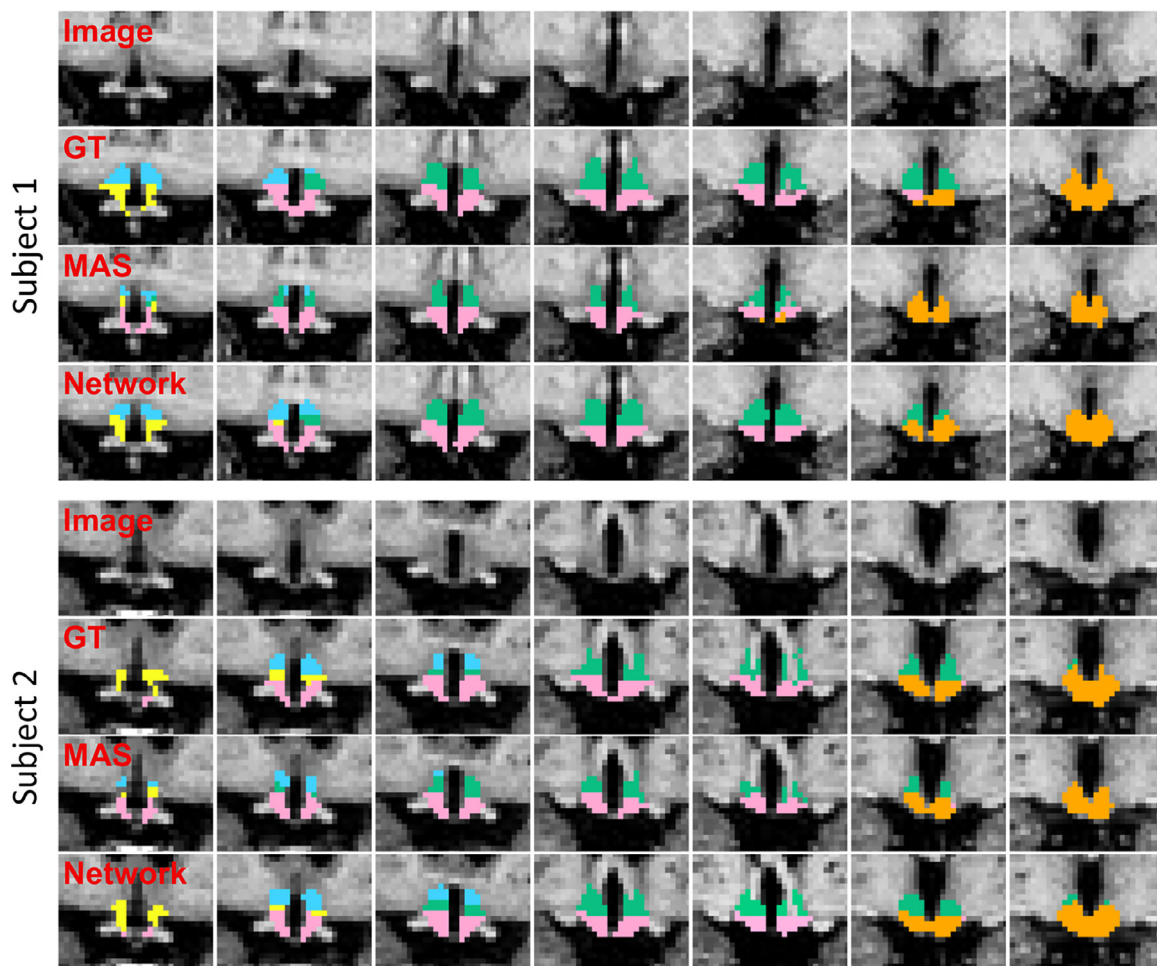 Subject 1
Image
GT
MAS
Network
Subject 2
Image
GT
MAS
Network